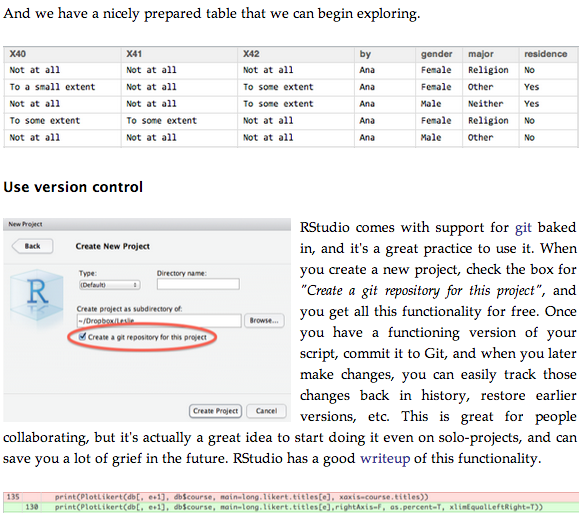 And we have a nicely prepared table that we can begin exploring.
X40 X41 X42 by gender major residence
Not at all Not at all Not at all Ana Female Religion No
To a small extent Not at all To some extent Ana Female Other Yes
Not at all Not at all To some extent Ana Male Neither Yes
To some extent To some extent Not at all Ana Female Religion No
Not at all Not at all Not at all Ana Male Other No
Use version control
New Project
Back Create New Project
Type: Directory name:
(Default)
R
Create project as subdirectory of:
~/Dropbox/Leslie Browse...
Create a git repository for this project
Create Project Cancel
RStudio comes with support for git baked
in, and it's a great practice to use it. When
you create a new project, check the box for
"Create a git repository for this project", and
you get all this functionality for free. Once
you have a functioning version of your
script, commit it to Git, and when you later
make changes, you can easily track those
changes back in history, restore earlier
versions, etc. This is great for people
collaborating, but it's actually a great idea to start doing it even on solo-projects, and can
save you a lot of grief in the future. RStudio has a good writeup of this functionality.
135 print(PlotLikert(db[, e+1], db$course, main=long.likert.titles[e], xaxis=course.titles))
130 print(PlotLikert(db[, e+1], db$course, main=long.likert.titles[e],rightAxis=F, as.percent=T, xlimEqualLeftRight=T))